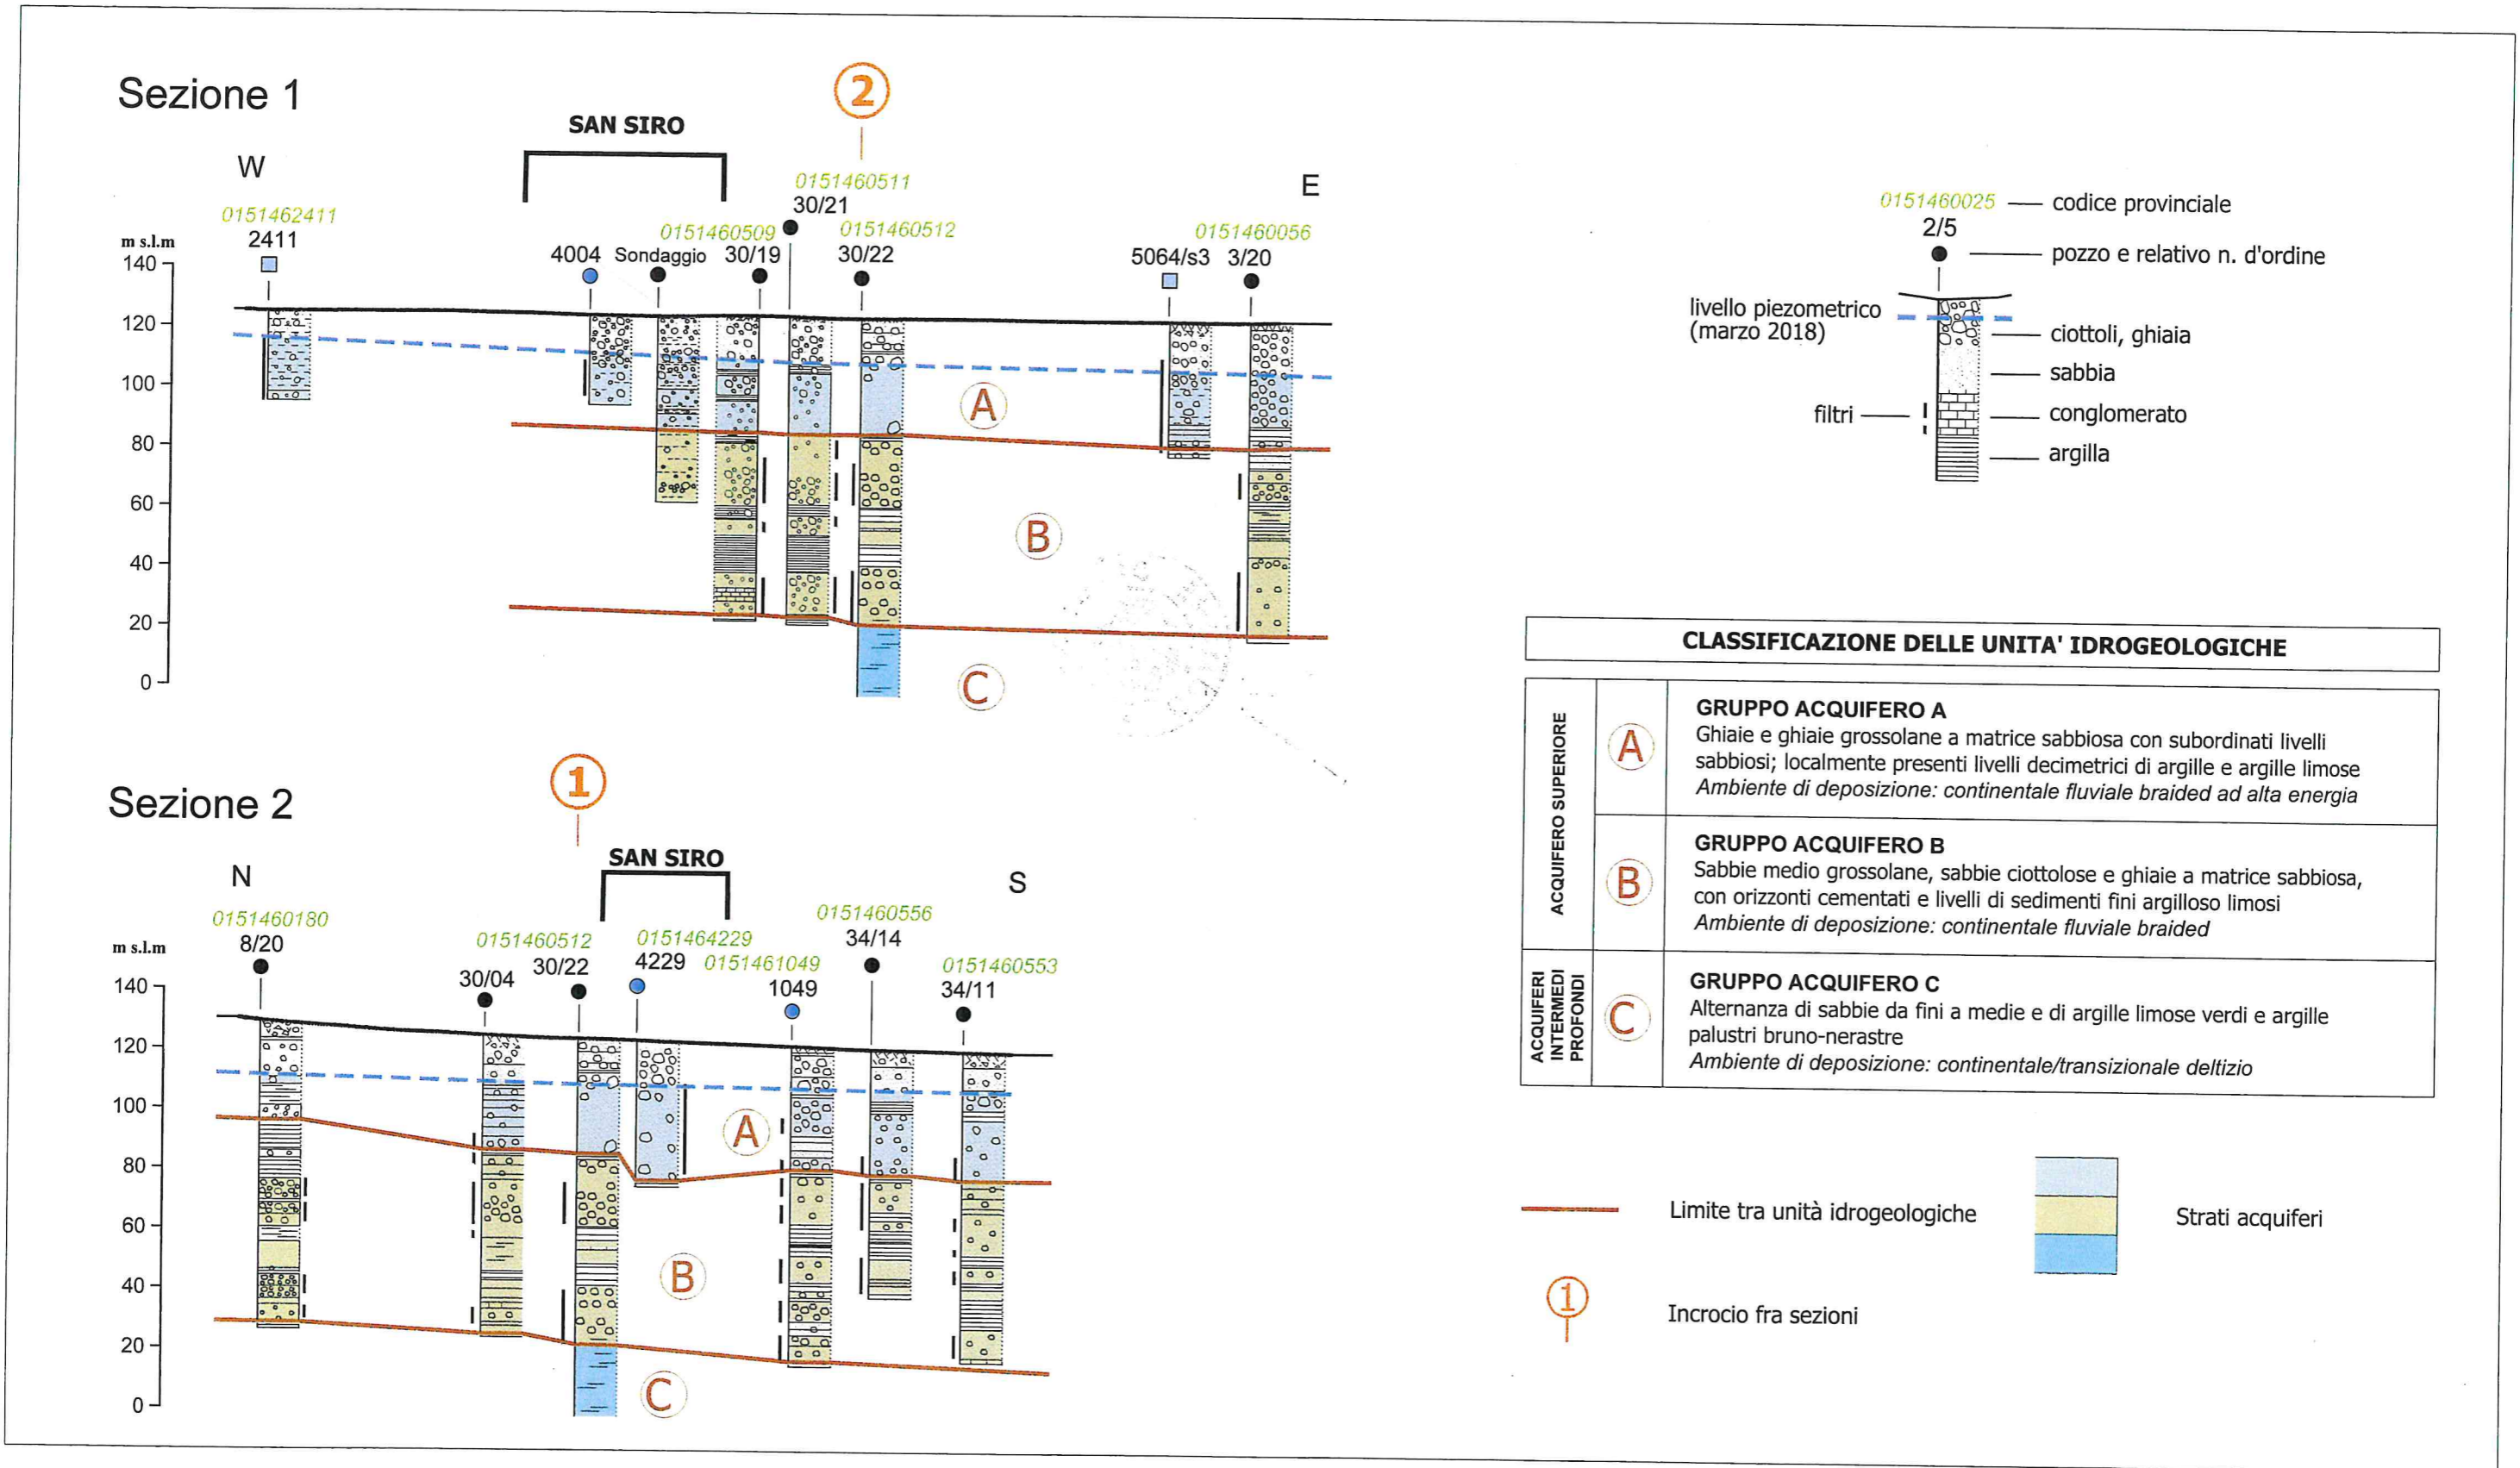 Sezione 1
2
SAN SIRO
W
E
0151462411
2411
0151460511
30/21
0151460509
0151460512
0151460056
4004
Sondaggio
30/19
30/22
5064/s3
3/20
m s.l.m
140
120
100
80
60
40
20
0
A
B
C
0151460025
codice provinciale
2/5
pozzo e relativo n. d'ordine
livello piezometrico
(marzo 2018)
ciottoli, ghiaia
sabbia
filtri
conglomerato
argilla
Sezione 2
1
SAN SIRO
N
S
0151460180
8/20
0151460512
30/04
30/22
0151464229
4229
0151461049
1049
0151460556
34/14
0151460553
34/11
m s.l.m
140
120
100
80
60
40
20
0
A
B
C
CLASSIFICAZIONE DELLE UNITA' IDROGEOLOGICHE
ACQUIFERO SUPERIORE
A
GRUPPO ACQUIFERO A
Ghiaie e ghiaie grossolane a matrice sabbiosa con subordinati livelli
sabbiosi; localmente presenti livelli decimetrici di argille e argille limose
Ambiente di deposizione: continentale fluviale braided ad alta energia
B
GRUPPO ACQUIFERO B
Sabbie medio grossolane, sabbie ciottolose e ghiaie a matrice sabbiosa,
con orizzonti cementati e livelli di sedimenti fini argilloso limosi
Ambiente di deposizione: continentale fluviale braided
ACQUIFERI
INTERMEDI
PROFONDI
C
GRUPPO ACQUIFERO C
Alternanza di sabbie da fini a medie e di argille limose verdi e argille
palustri bruno-nerastre
Ambiente di deposizione: continentale/transizionale deltizio
Limite tra unità idrogeologiche
Strati acquiferi
1
Incrocio fra sezioni